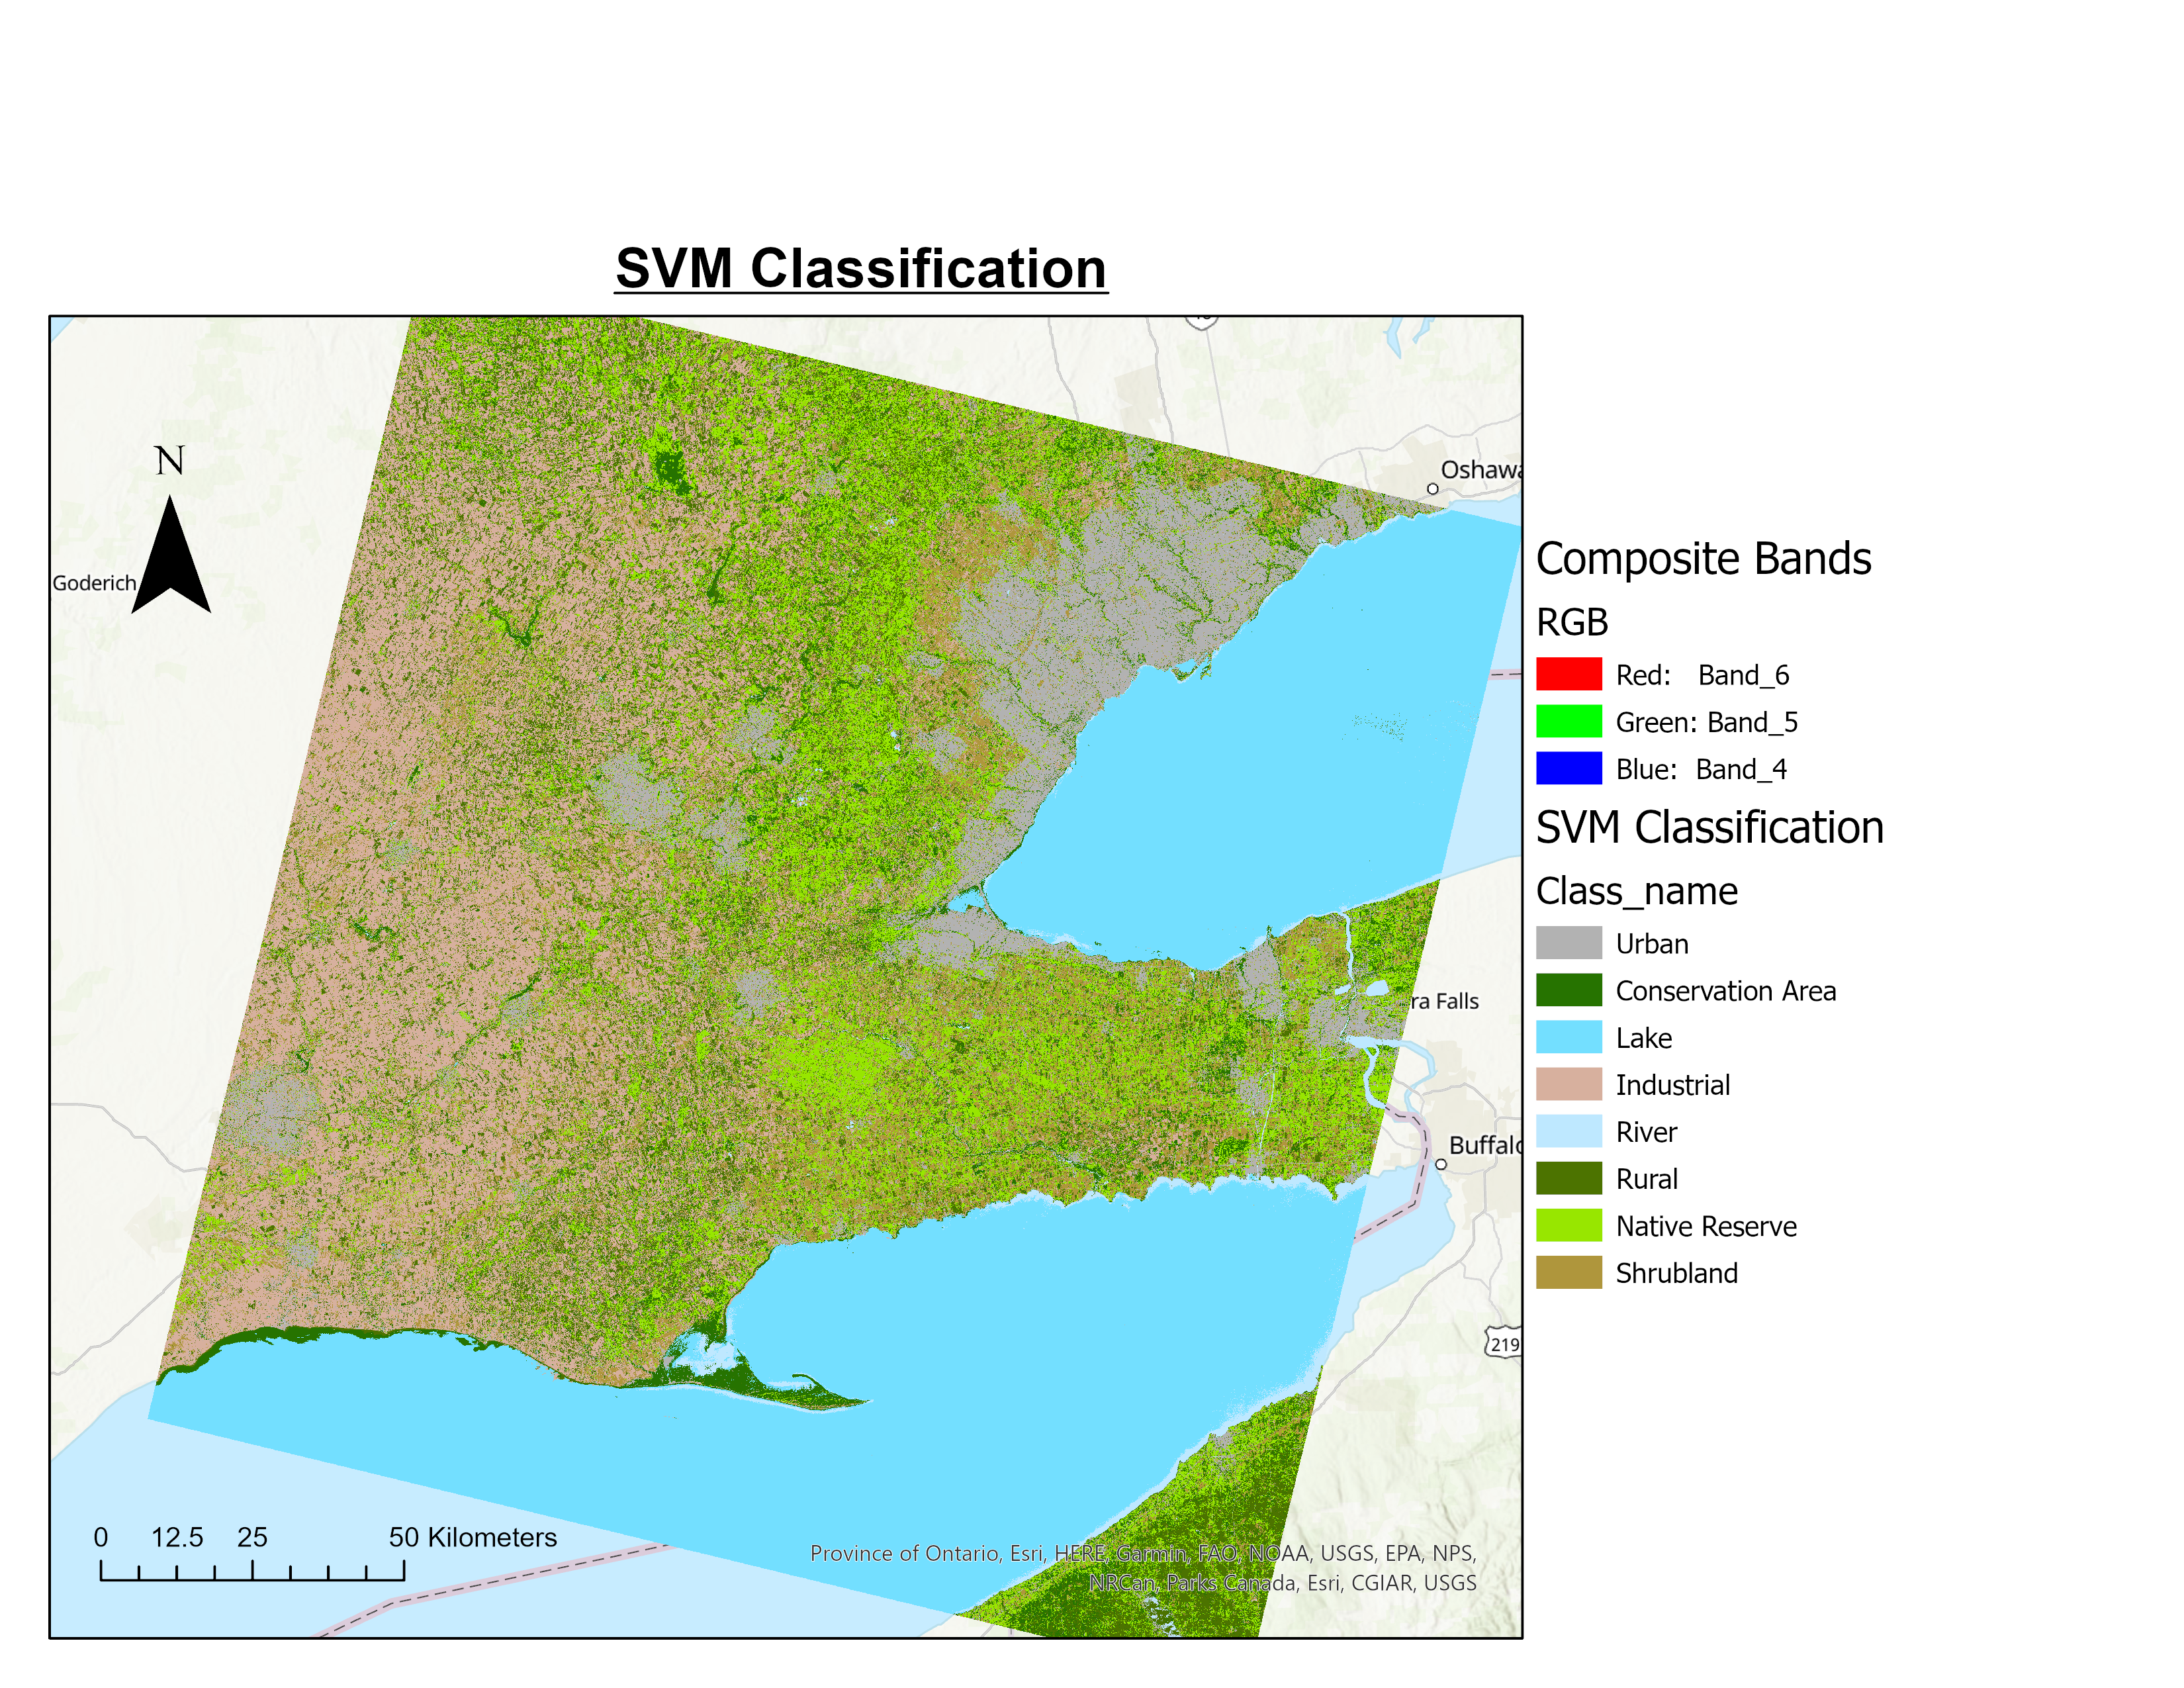 SVM Classification
N
Goderich
Oshawa
ra Falls
Buffalo
219
0 12.5 25 50 Kilometers
Province of Ontario, Esri, HERE, Garmin, FAO, NOAA, USGS, EPA, NPS,
NRCan, Parks Canada, Esri, CGIAR, USGS
Composite Bands
RGB
Red: Band_6
Green: Band_5
Blue: Band_4
SVM Classification
Class_name
Urban
Conservation Area
Lake
Industrial
River
Rural
Native Reserve
Shrubland